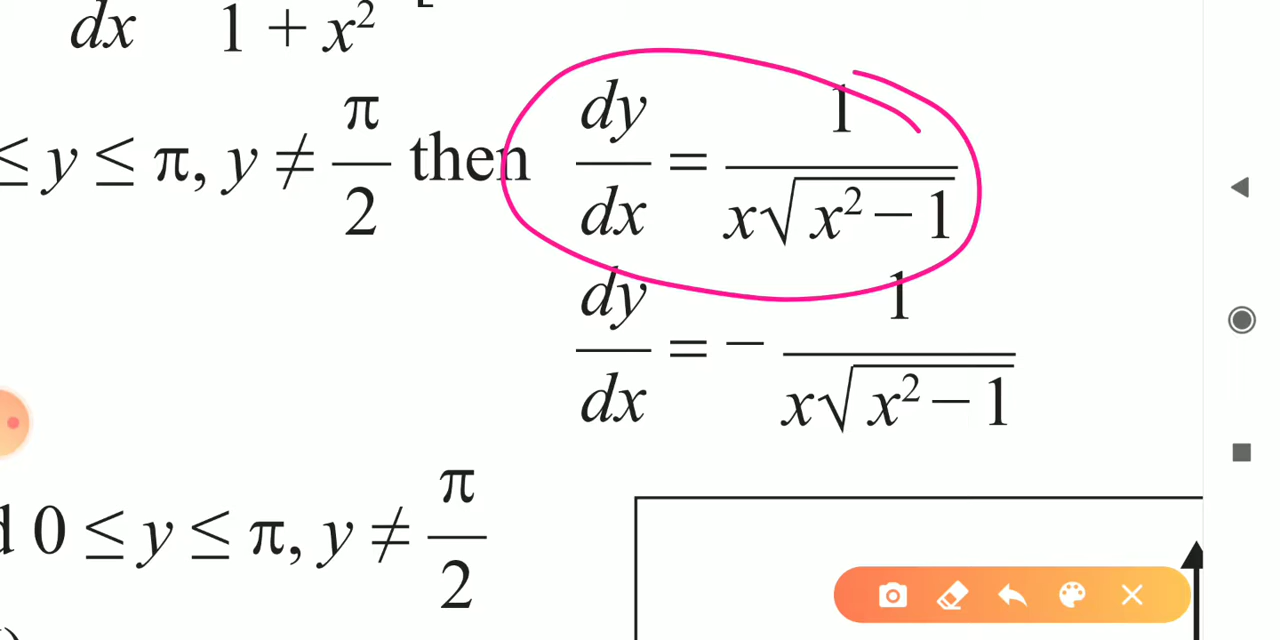 dx 1 + x²
≤ y ≤ π, y ≠ π/2 then dy/dx = 1/(x√(x² − 1))
dy/dx = − 1/(x√(x² − 1))
0 ≤ y ≤ π, y ≠ π/2